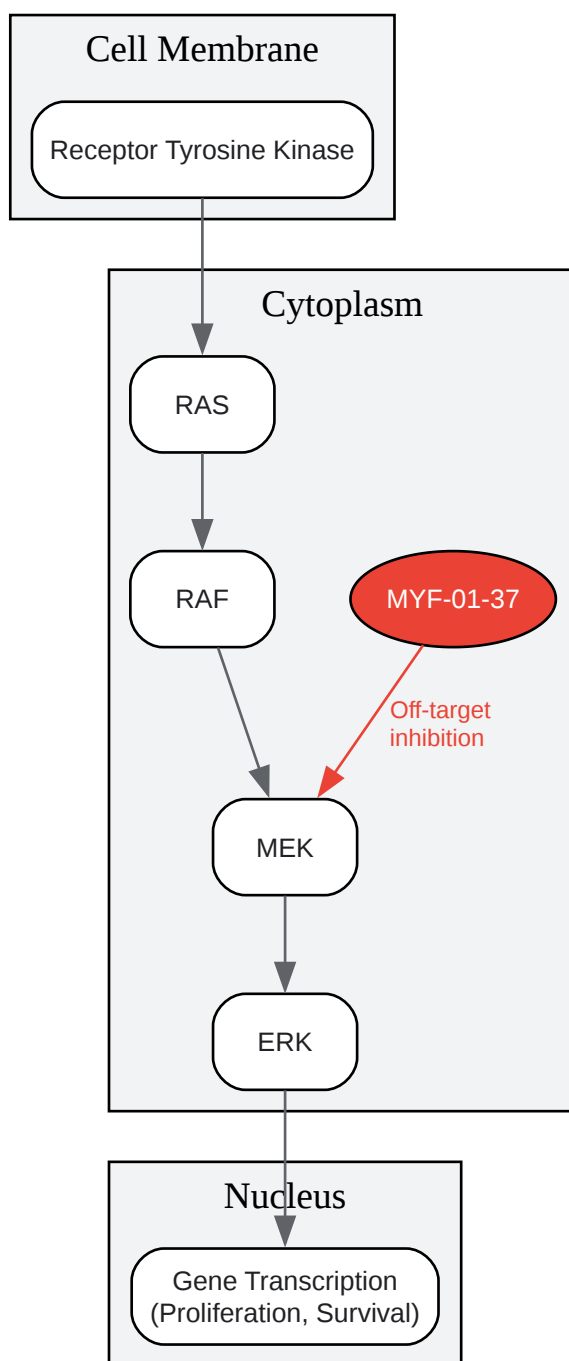 Cell Membrane
Receptor Tyrosine Kinase
Cytoplasm
RAS
RAF
MYF-01-37
Off-target
inhibition
MEK
ERK
Nucleus
Gene Transcription
(Proliferation, Survival)